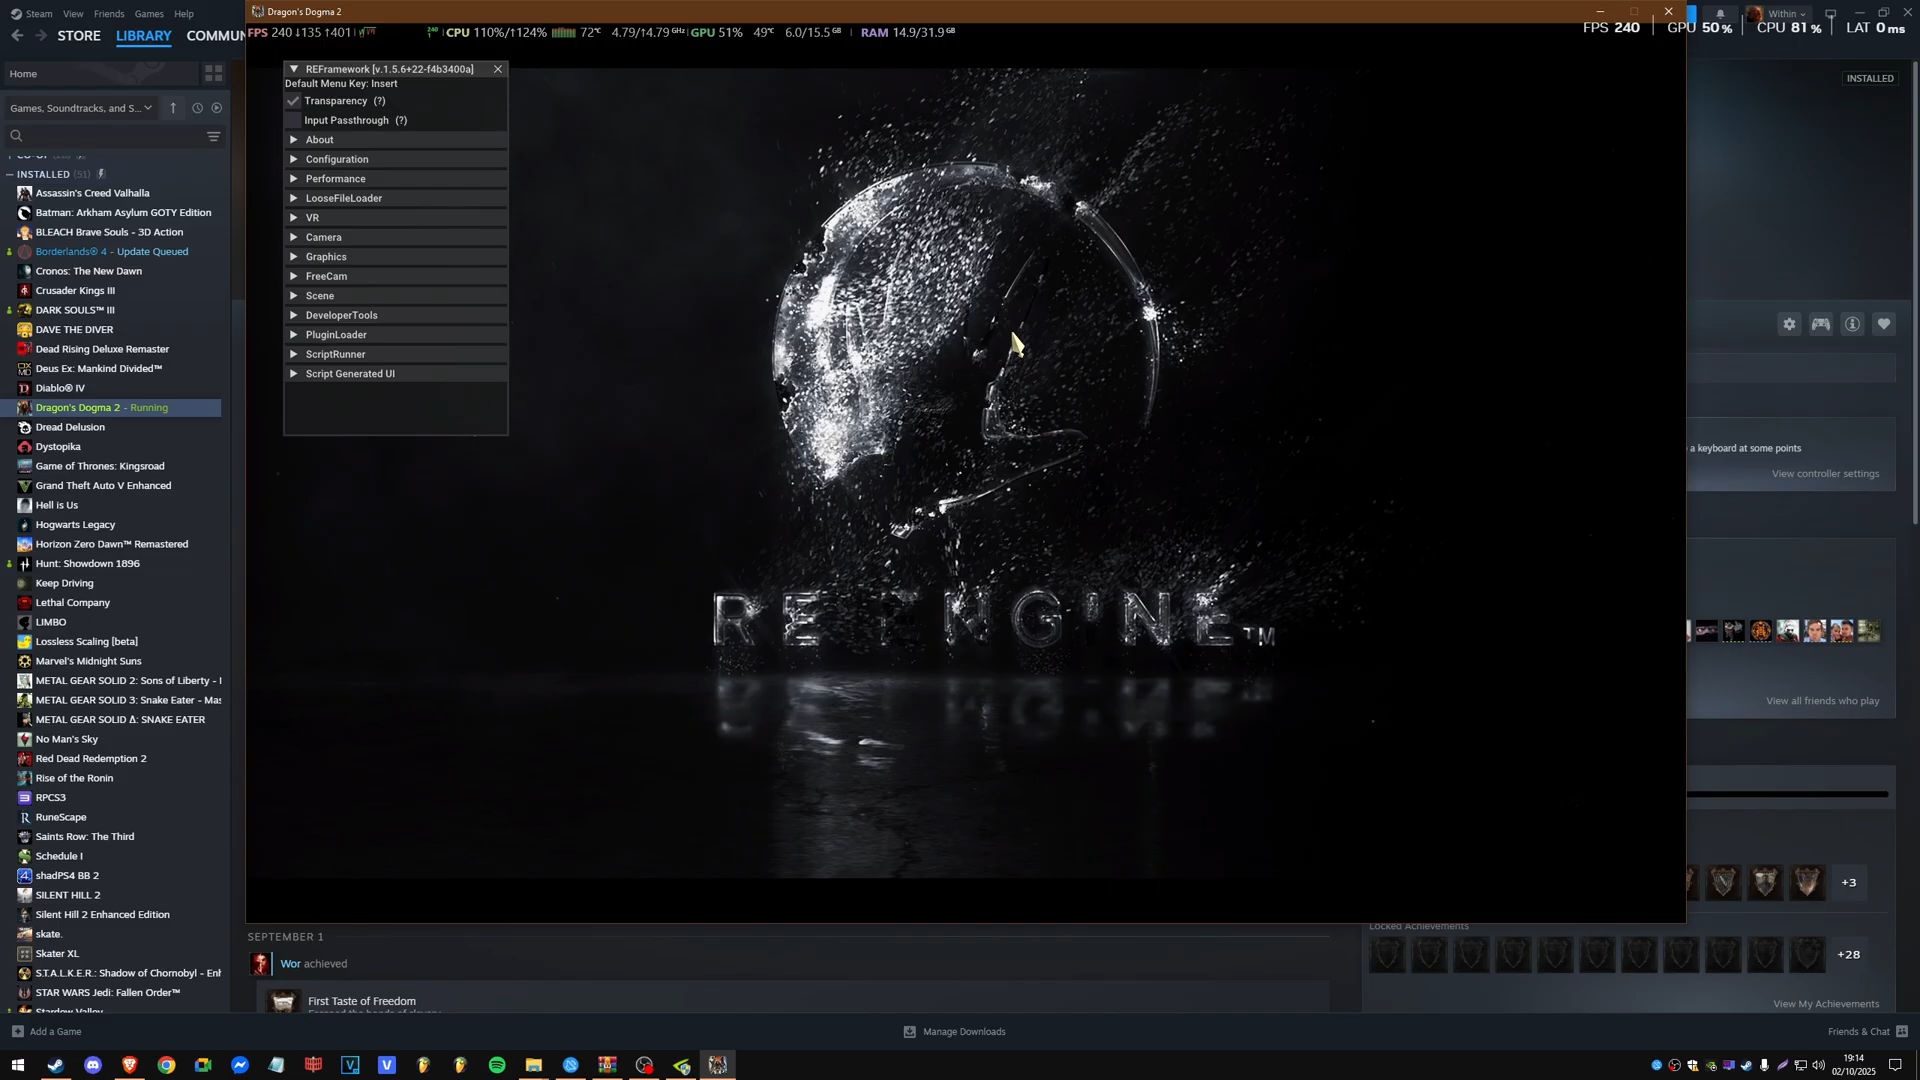 Steam View Friends Games Help
STORE LIBRARY COMMUN
Home
Games, Soundtracks, and S...
INSTALLED (51)
Assassin's Creed Valhalla
Batman: Arkham Asylum GOTY Edition
BLEACH Brave Souls - 3D Action
Borderlands® 4 - Update Queued
Cronos: The New Dawn
Crusader Kings III
DARK SOULS™ III
DAVE THE DIVER
Dead Rising Deluxe Remaster
Deus Ex: Mankind Divided™
Diablo® IV
Dragon's Dogma 2 - Running
Dread Delusion
Dystopika
Game of Thrones: Kingsroad
Grand Theft Auto V Enhanced
Hell is Us
Hogwarts Legacy
Horizon Zero Dawn™ Remastered
Hunt: Showdown 1896
Keep Driving
Lethal Company
LIMBO
Lossless Scaling [beta]
Marvel's Midnight Suns
METAL GEAR SOLID 2: Sons of Liberty -
METAL GEAR SOLID 3: Snake Eater - Mas
METAL GEAR SOLID Δ: SNAKE EATER
No Man's Sky
Red Dead Redemption 2
Rise of the Ronin
RPCS3
RuneScape
Saints Row: The Third
Schedule I
shadPS4 BB 2
SILENT HILL 2
Silent Hill 2 Enhanced Edition
skate.
Skater XL
S.T.A.L.K.E.R.: Shadow of Chornobyl - Enh
STAR WARS Jedi: Fallen Order™
Stardew Valley
Add a Game
Dragon's Dogma 2
FPS 240 ↓135 ↑401 CPU 110%/↑124% 72°C 4.79/↑4.79 GHz GPU 51% 49°C 6.0/15.5 GB | RAM 14.9/31.9 GB
REFramework [v.1.5.6+22-f4b3400a]
Default Menu Key: Insert
Transparency (?)
Input Passthrough (?)
About
Configuration
Performance
LooseFileLoader
VR
Camera
Graphics
FreeCam
Scene
DeveloperTools
PluginLoader
ScriptRunner
Script Generated UI
RE ENGINE™
Within
FPS 240 | GPU 50% | CPU 81% | LAT 0ms
INSTALLED
a keyboard at some points
View controller settings
View all friends who play
+3
Locked Achievements
+28
View My Achievements
SEPTEMBER 1
Wor achieved
First Taste of Freedom
Manage Downloads
Friends & Chat
19:14
02/10/2025